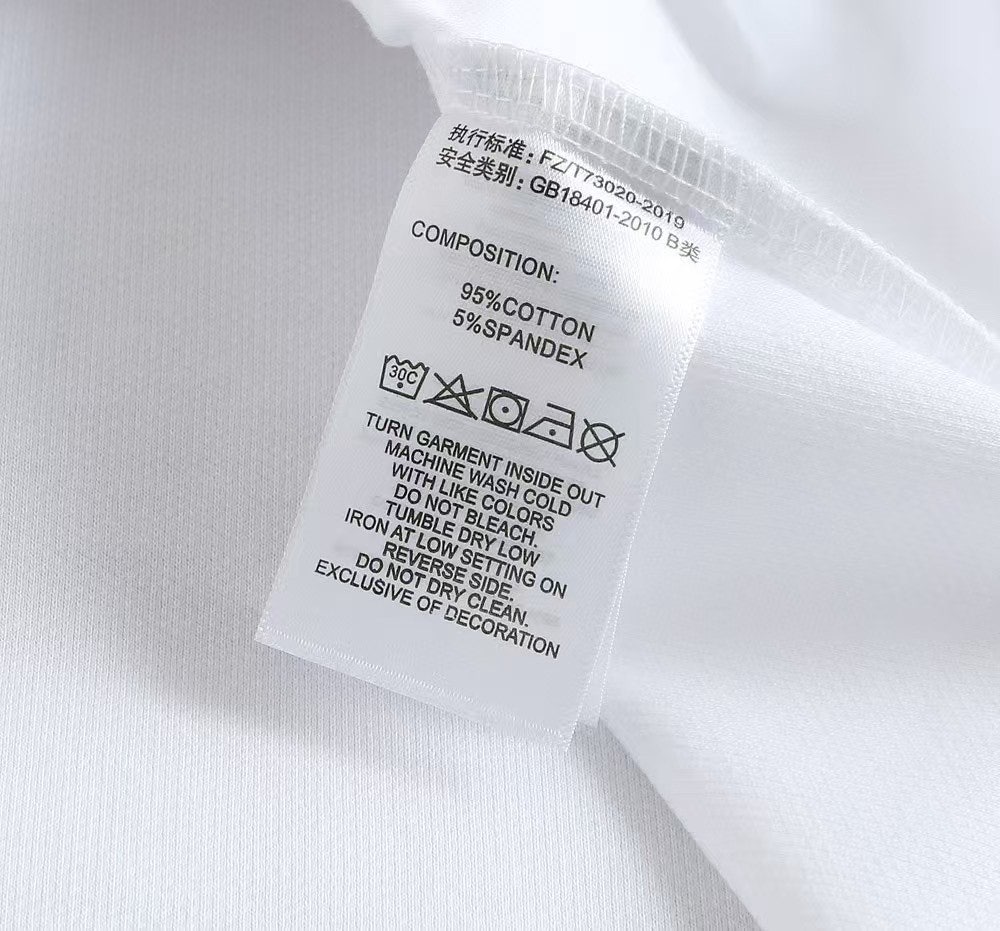 执行标准：FZ/T73020-2019
安全类别：GB18401-2010 B类
COMPOSITION:
95%COTTON
5%SPANDEX
30C
TURN GARMENT INSIDE OUT
MACHINE WASH COLD
WITH LIKE COLORS
DO NOT BLEACH.
TUMBLE DRY LOW
IRON AT LOW SETTING ON
REVERSE SIDE.
DO NOT DRY CLEAN.
EXCLUSIVE OF DECORATION